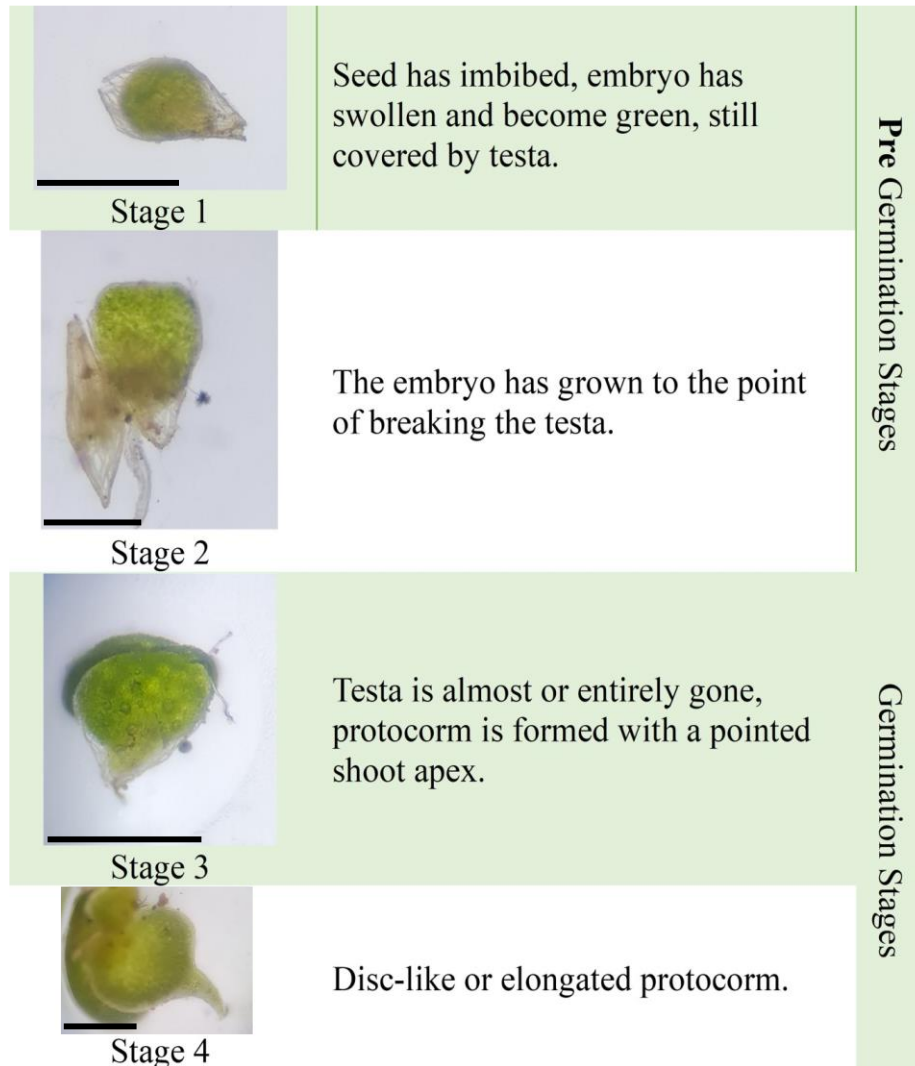 Seed has imbibed, embryo has
swollen and become green, still
covered by testa.
Stage 1
Pre Germination Stages
The embryo has grown to the point
of breaking the testa.
Stage 2
Testa is almost or entirely gone,
protocorm is formed with a pointed
shoot apex.
Stage 3
Germination Stages
Disc-like or elongated protocorm.
Stage 4